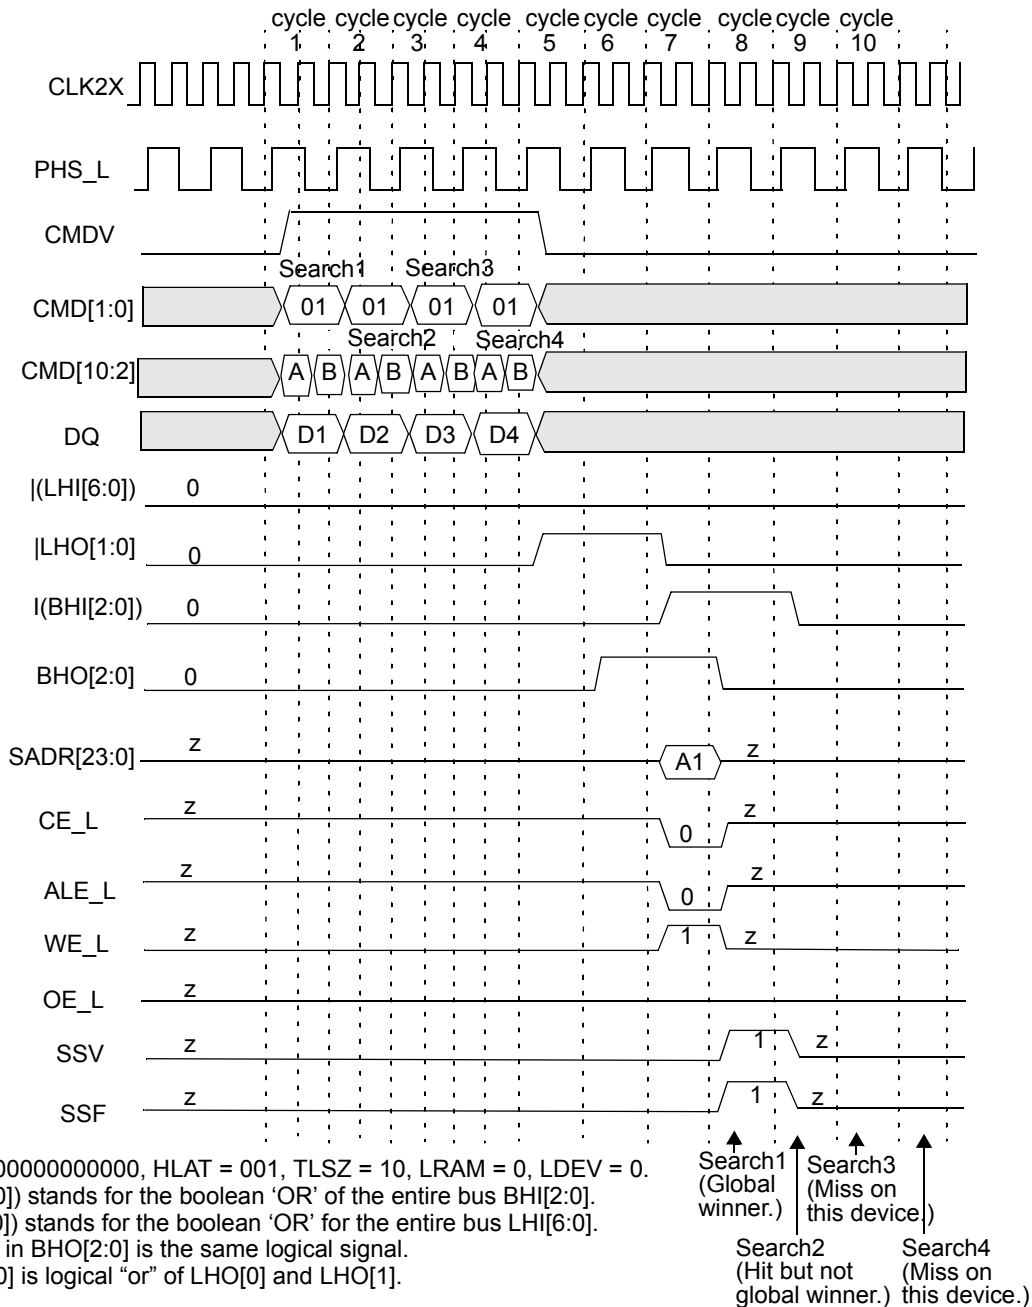 cycle cycle cycle cycle cycle cycle cycle cycle cycle cycle
1 2 3 4 5 6 7 8 9 10
CLK2X
PHS_L
CMDV
Search1 Search3
CMD[1:0] 01 01 01 01
Search2 Search4
CMD[10:2] A B A B A B A B
DQ D1 D2 D3 D4
|(LHI[6:0]) 0
|LHO[1:0] 0
I(BHI[2:0]) 0
BHO[2:0] 0
SADR[23:0] z A1 z
CE_L z 0 z
ALE_L z 0 z
WE_L z 1 z
OE_L z
SSV z 1 z
SSF z 1 z
00000000000, HLAT = 001, TLSZ = 10, LRAM = 0, LDEV = 0.
0]) stands for the boolean ‘OR’ of the entire bus BHI[2:0].
0]) stands for the boolean ‘OR’ for the entire bus LHI[6:0].
in BHO[2:0] is the same logical signal.
0] is logical “or” of LHO[0] and LHO[1].
Search1
(Global
winner.)
Search3
(Miss on
this device.)
Search2
(Hit but not
global winner.)
Search4
(Miss on
this device.)